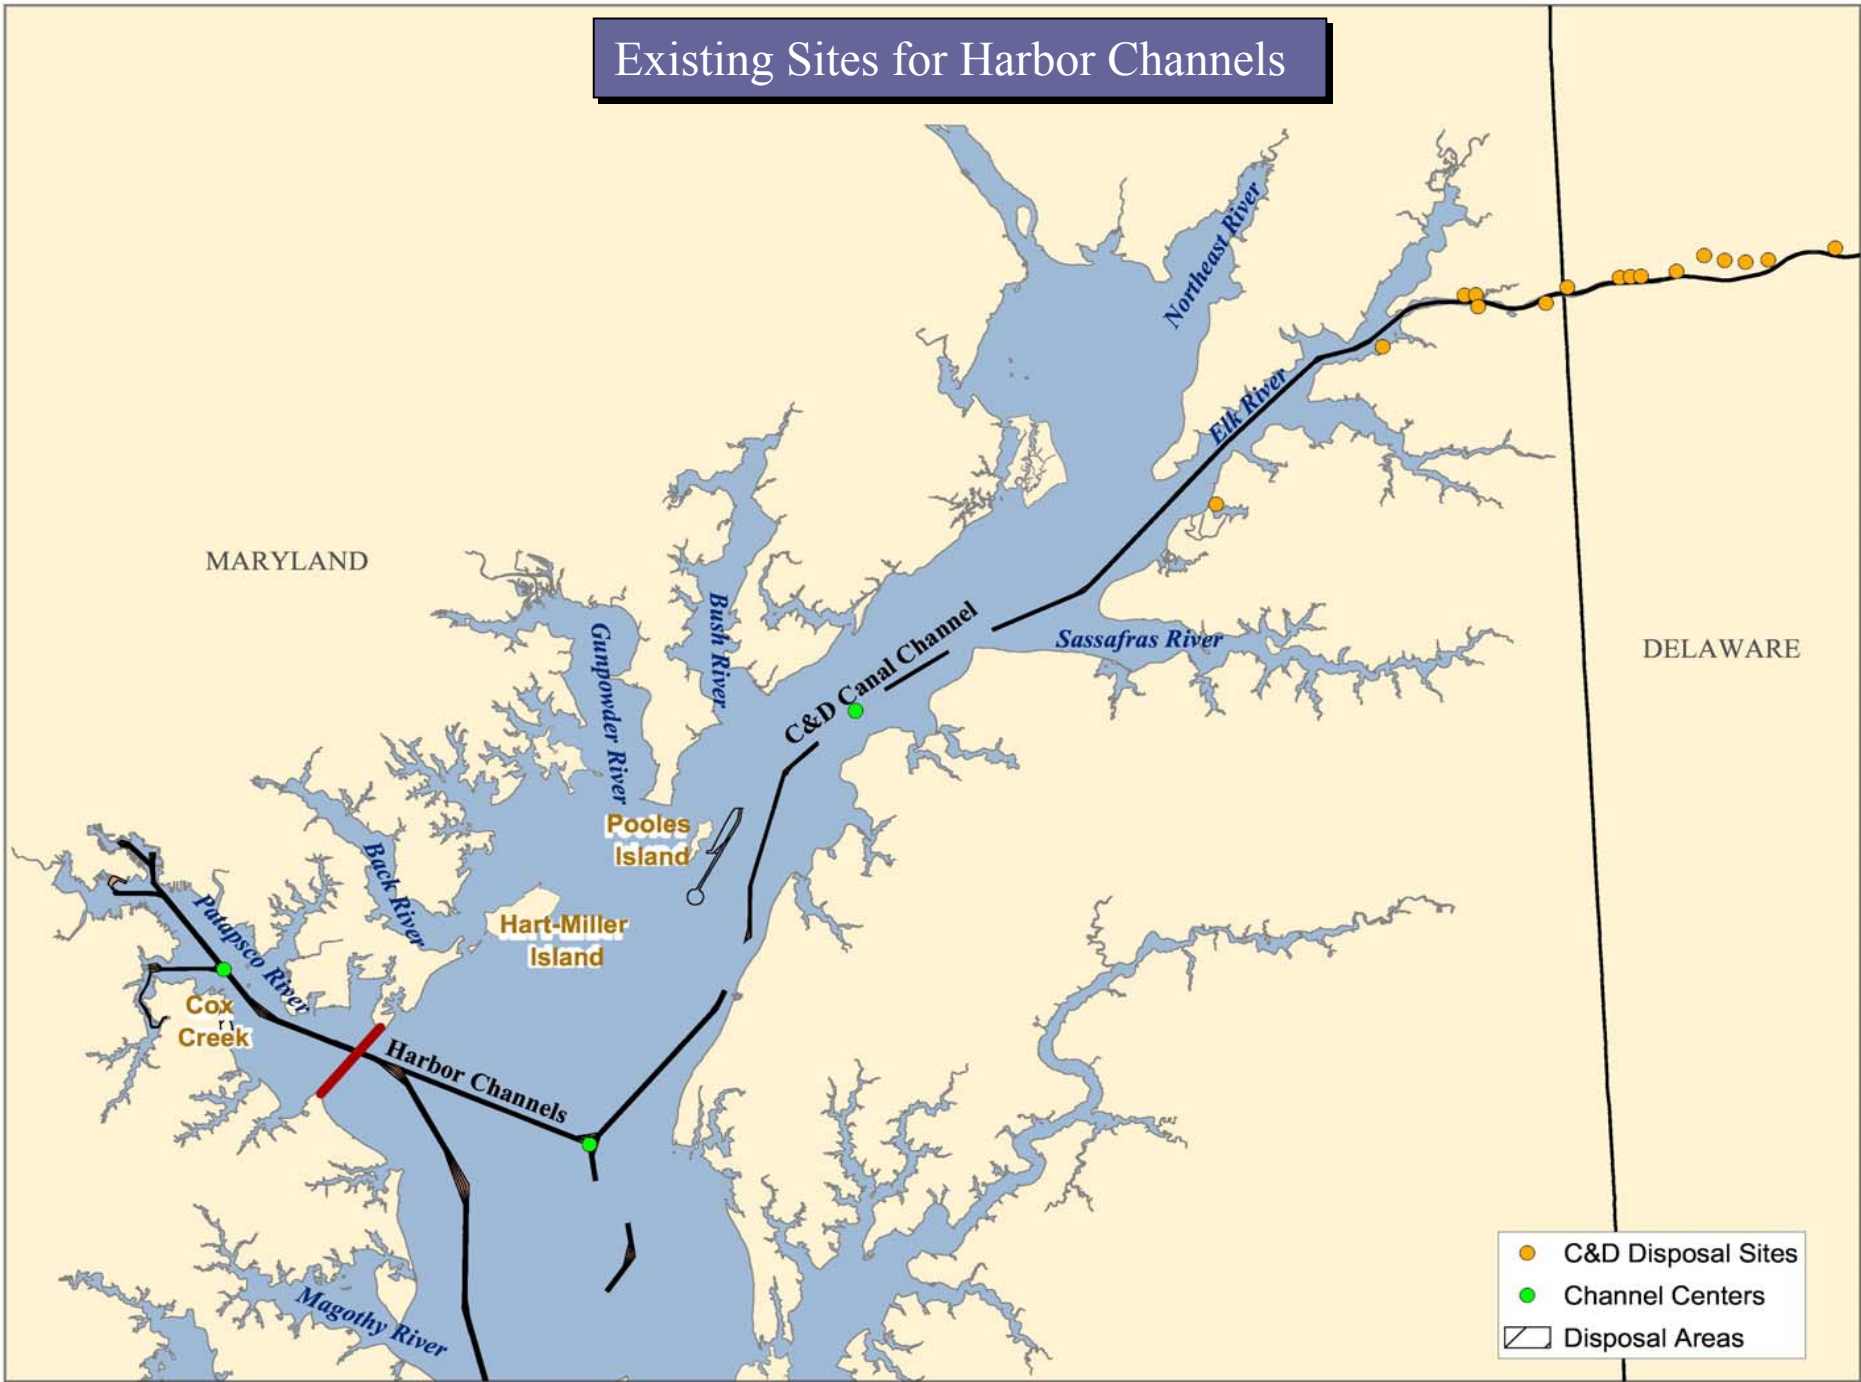 Existing Sites for Harbor Channels
Northeast River
Elk River
MARYLAND
Bush River
Gunpowder River
C&D Canal Channel
Sassafras River
DELAWARE
Pooles
Island
Back River
Hart-Miller
Island
Patapsco River
Cox
Creek
Harbor Channels
Magothy River
C&D Disposal Sites
Channel Centers
Disposal Areas